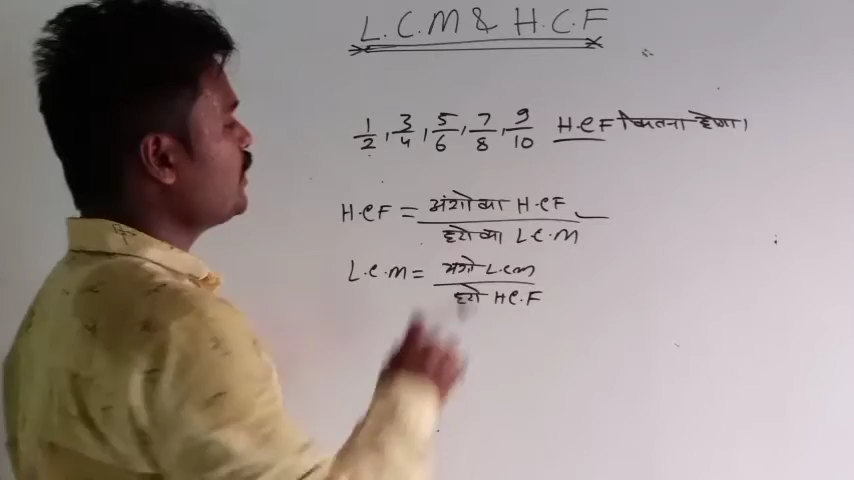 L.C.M & H.C.F
1/2, 3/4, 5/6, 7/8, 9/10 H.C.F कितना होगा।
H.C.F = अंशो का H.C.F / हरो का L.C.M
L.C.M = अंशो L.C.M / हरो H.C.F